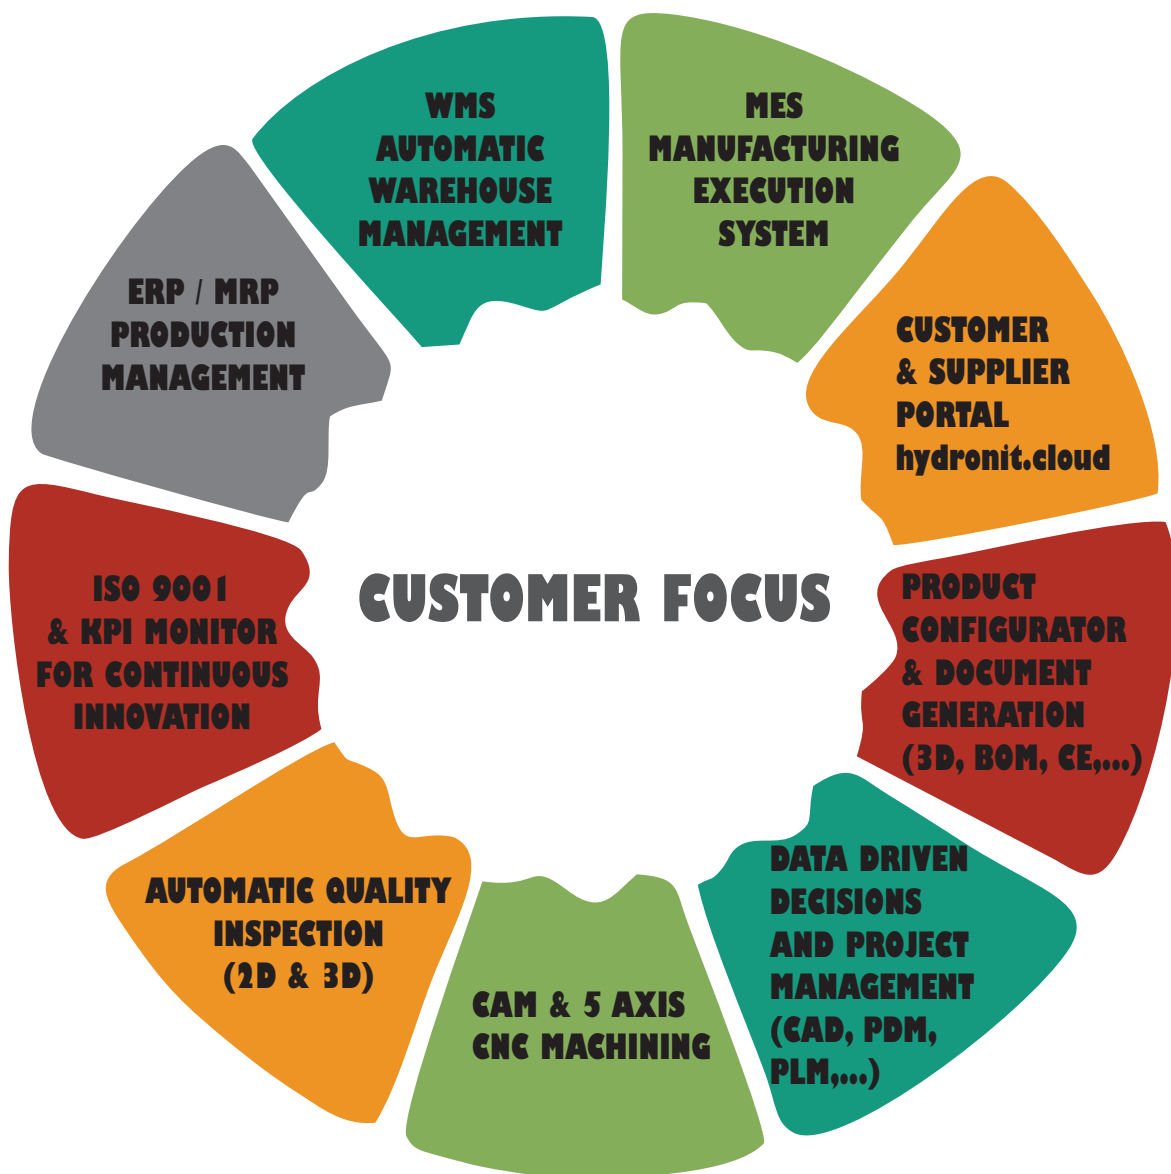 WMS
AUTOMATIC
WAREHOUSE
MANAGEMENT
MES
MANUFACTURING
EXECUTION
SYSTEM
CUSTOMER
& SUPPLIER
PORTAL
hydronit.cloud
PRODUCT
CONFIGURATOR
& DOCUMENT
GENERATION
(3D, BOM, CE,...)
DATA DRIVEN
DECISIONS
AND PROJECT
MANAGEMENT
(CAD, PDM,
PLM,...)
CAM & 5 AXIS
CNC MACHINING
AUTOMATIC QUALITY
INSPECTION
(2D & 3D)
ISO 9001
& KPI MONITOR
FOR CONTINUOUS
INNOVATION
ERP / MRP
PRODUCTION
MANAGEMENT
CUSTOMER FOCUS